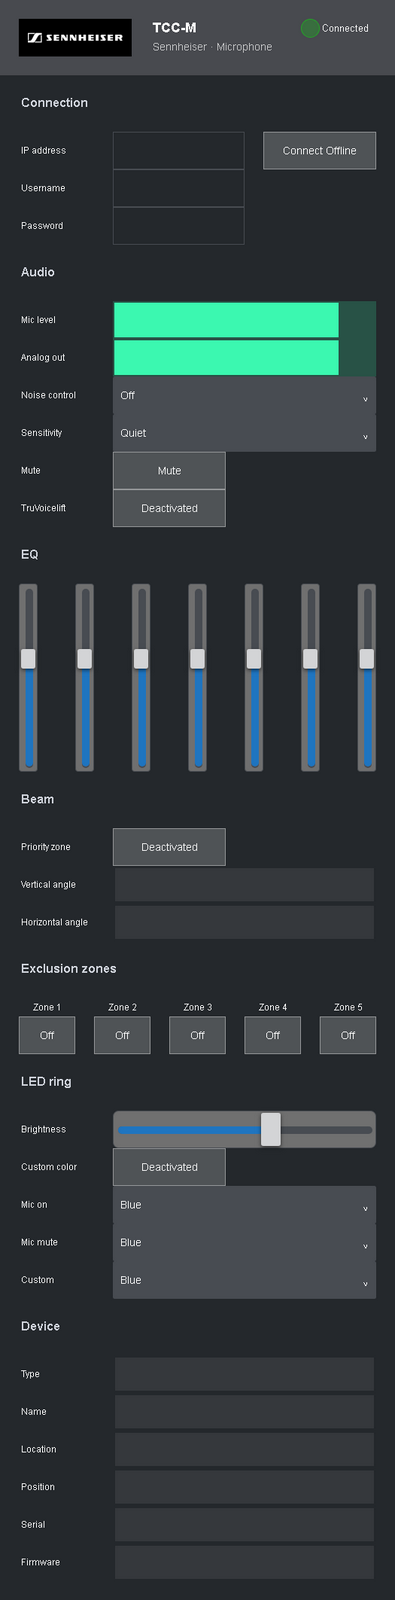 SENNHEISER
TCC-M
Sennheiser · Microphone
Connected
Connection
IP address
Connect Offline
Username
Password
Audio
Mic level
Analog out
Noise control
Off
Sensitivity
Quiet
Mute
Mute
TruVoicelift
Deactivated
EQ
Beam
Priority zone
Deactivated
Vertical angle
Horizontal angle
Exclusion zones
Zone 1 Zone 2 Zone 3 Zone 4 Zone 5
Off Off Off Off Off
LED ring
Brightness
Custom color
Deactivated
Mic on
Blue
Mic mute
Blue
Custom
Blue
Device
Type
Name
Location
Position
Serial
Firmware